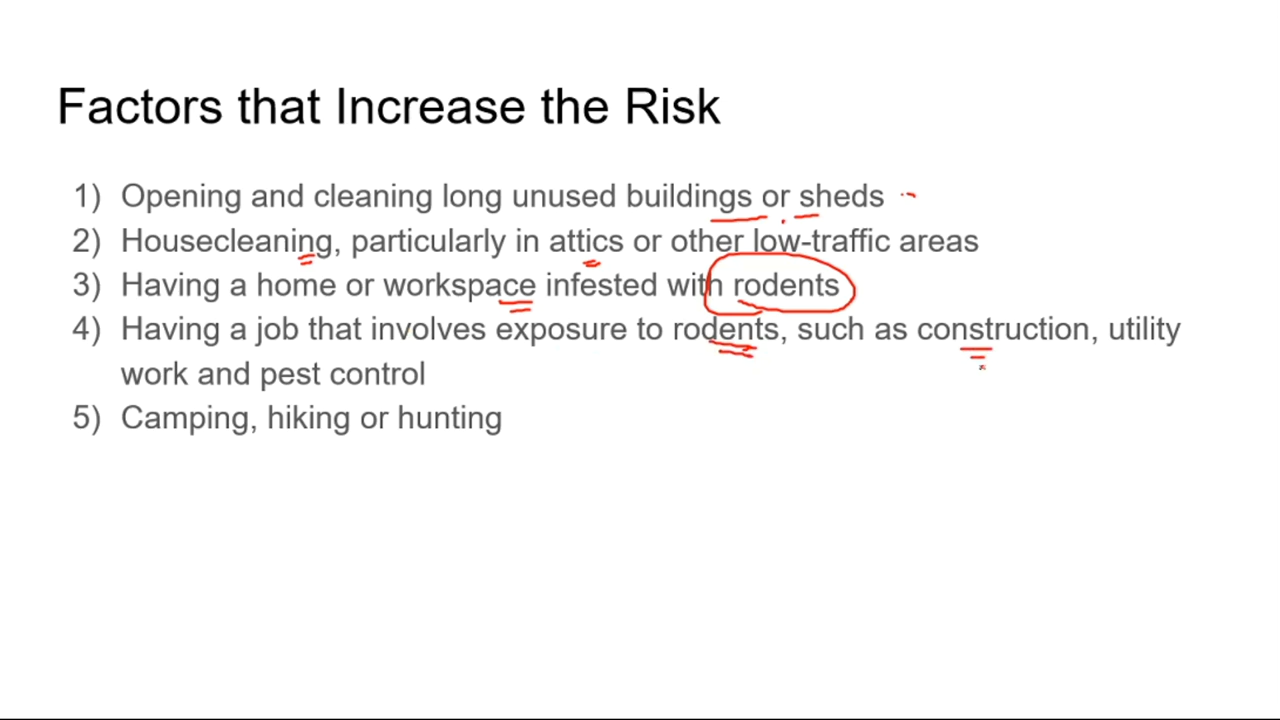 Factors that Increase the Risk
1) Opening and cleaning long unused buildings or sheds
2) Housecleaning, particularly in attics or other low-traffic areas
3) Having a home or workspace infested with rodents
4) Having a job that involves exposure to rodents, such as construction, utility
work and pest control
5) Camping, hiking or hunting